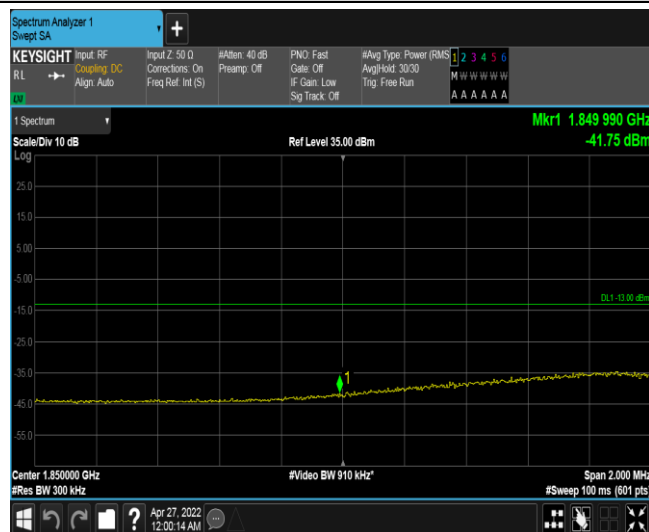 Spectrum Analyzer 1
Swept SA
+
KEYSIGHT Input: RF Input Z: 50 Ω #Atten: 40 dB PNO: Fast #Avg Type: Power (RMS 1 2 3 4 5 6
RL Coupling: DC Corrections: On Preamp: Off Gate: Off Avg|Hold: 30/30 M W W W W W
Align: Auto Freq Ref: Int (S) IF Gain: Low Trig: Free Run
Sig Track: Off A A A A A A
1 Spectrum Mkr1 1.849 990 GHz
Scale/Div 10 dB Ref Level 35.00 dBm -41.75 dBm
Log
25.0
15.0
5.00
-5.00
DL1 -13.00 dBm
-15.0
-25.0
-35.0
1
-45.0
-55.0
Center 1.850000 GHz #Video BW 910 kHz* Span 2.000 MHz
#Res BW 300 kHz #Sweep 100 ms (601 pts)
? Apr 27, 2022
12:00:14 AM